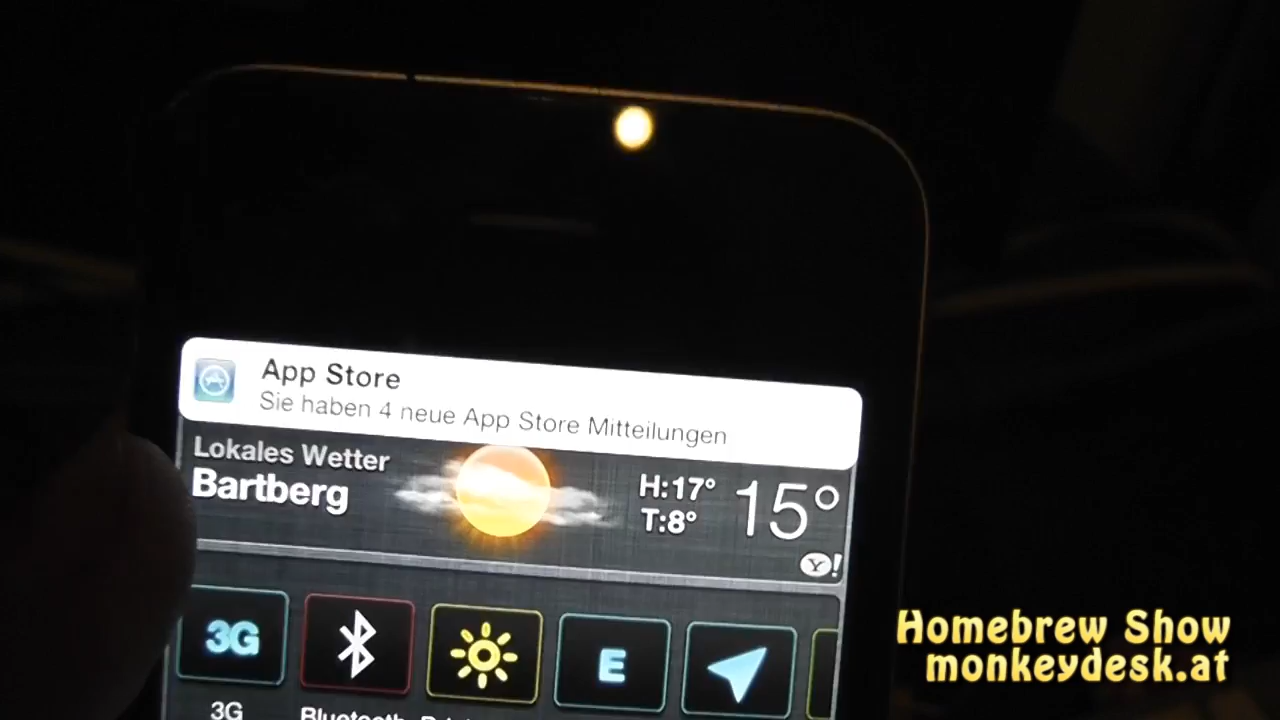 App Store
Sie haben 4 neue App Store Mitteilungen
Lokales Wetter
Bartberg
H:17°
T:8°
15°
Y!
3G
E
3G
Bluetooth
Homebrew Show
monkeydesk.at